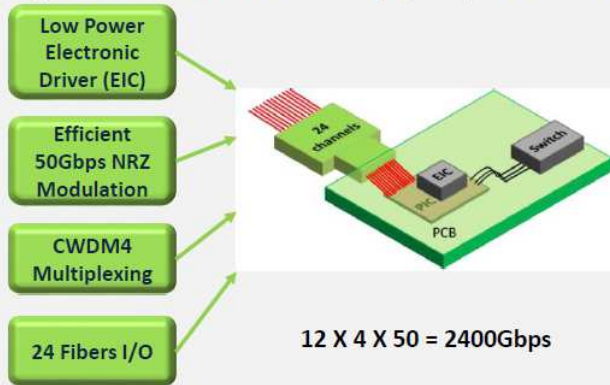 Low Power
Electronic
Driver (EIC)
Efficient
50Gbps NRZ
Modulation
CWDM4
Multiplexing
24 Fibers I/O
24
channels
EIC
PIC
Switch
PCB
12 X 4 X 50 = 2400Gbps